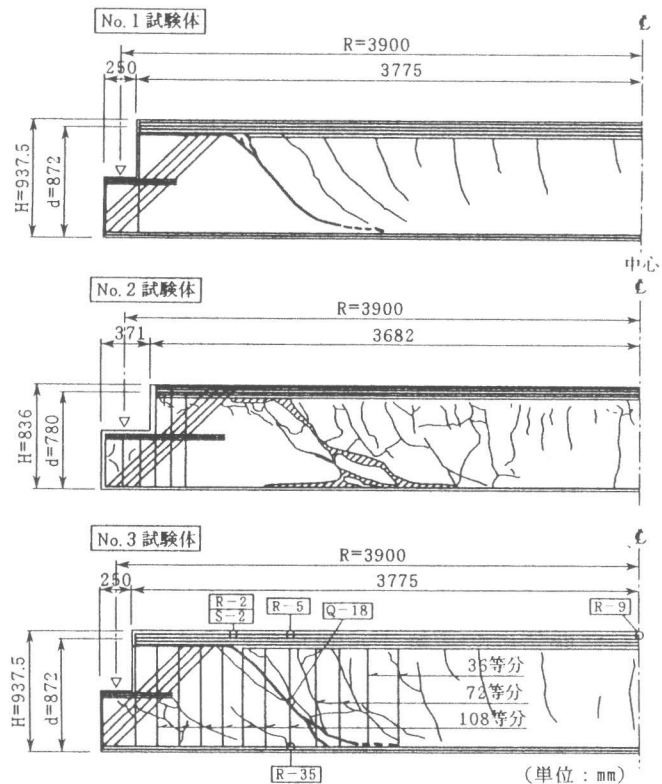 No.1 試験体
℄
R=3900
250
3775
H=937.5
d=872
中心
No.2 試験体
℄
R=3900
371
3682
H=836
d=780
No.3 試験体
℄
R=3900
250
3775
R-2
S-2
R-5
Q-18
R-9
H=937.5
d=872
36等分
72等分
108等分
R-35
(単位：mm)